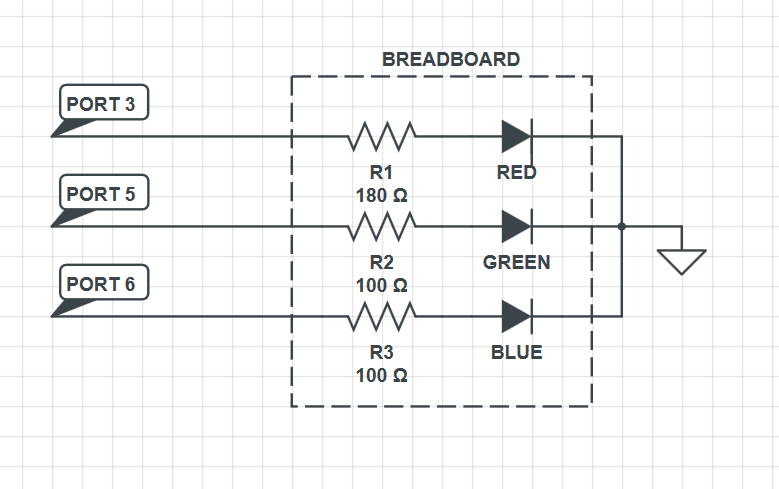 BREADBOARD
PORT 3
R1
180 Ω
RED
PORT 5
R2
100 Ω
GREEN
PORT 6
R3
100 Ω
BLUE